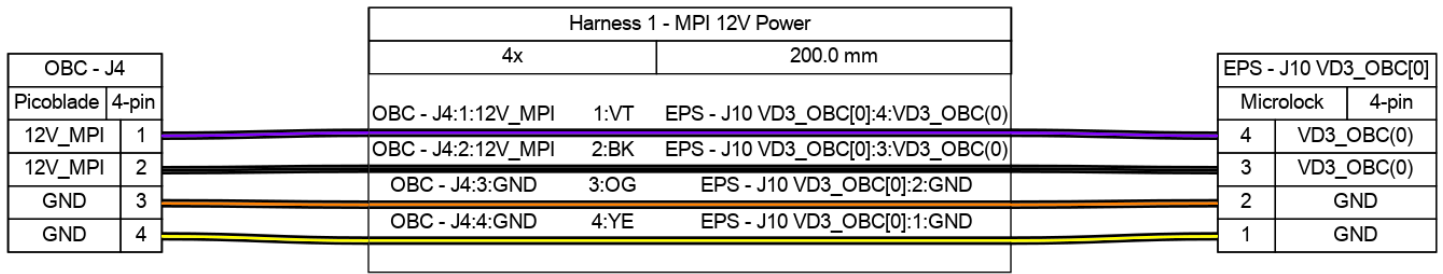 Harness 1 - MPI 12V Power
4x 200.0 mm
OBC - J4
Picoblade 4-pin
12V_MPI 1
12V_MPI 2
GND 3
GND 4
OBC - J4:1:12V_MPI 1:VT EPS - J10 VD3_OBC[0]:4:VD3_OBC(0)
OBC - J4:2:12V_MPI 2:BK EPS - J10 VD3_OBC[0]:3:VD3_OBC(0)
OBC - J4:3:GND 3:OG EPS - J10 VD3_OBC[0]:2:GND
OBC - J4:4:GND 4:YE EPS - J10 VD3_OBC[0]:1:GND
EPS - J10 VD3_OBC[0]
Microlock 4-pin
4 VD3_OBC(0)
3 VD3_OBC(0)
2 GND
1 GND